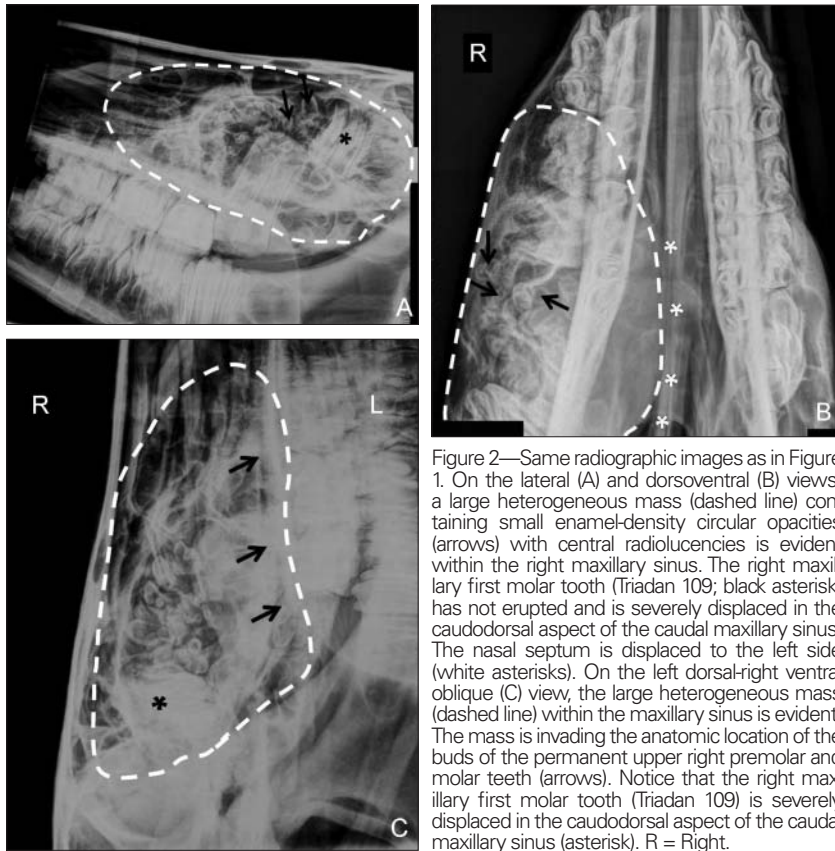 A
R
B
R
L
C
Figure 2—Same radiographic images as in Figure
1. On the lateral (A) and dorsoventral (B) views
a large heterogeneous mass (dashed line) con
taining small enamel-density circular opacities
(arrows) with central radiolucencies is eviden
within the right maxillary sinus. The right maxil
lary first molar tooth (Triadan 109; black asterisk
has not erupted and is severely displaced in the
caudodorsal aspect of the caudal maxillary sinus
The nasal septum is displaced to the left side
(white asterisks). On the left dorsal-right ventra
oblique (C) view, the large heterogeneous mass
(dashed line) within the maxillary sinus is evident
The mass is invading the anatomic location of the
buds of the permanent upper right premolar and
molar teeth (arrows). Notice that the right max
illary first molar tooth (Triadan 109) is severely
displaced in the caudodorsal aspect of the cauda
maxillary sinus (asterisk). R = Right.